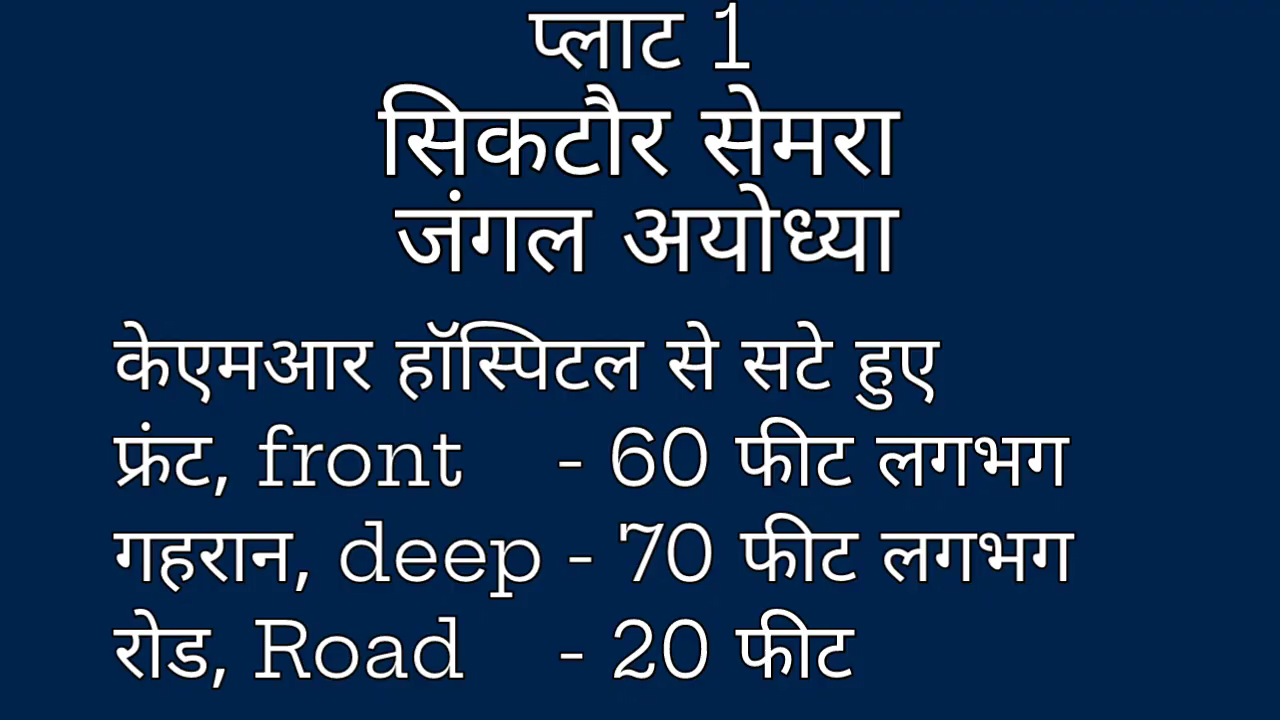 प्लाट 1
सिकटौर सेमरा
जंगल अयोध्या
केएमआर हॉस्पिटल से सटे हुए
फ्रंट, front - 60 फीट लगभग
गहरान, deep - 70 फीट लगभग
रोड, Road - 20 फीट